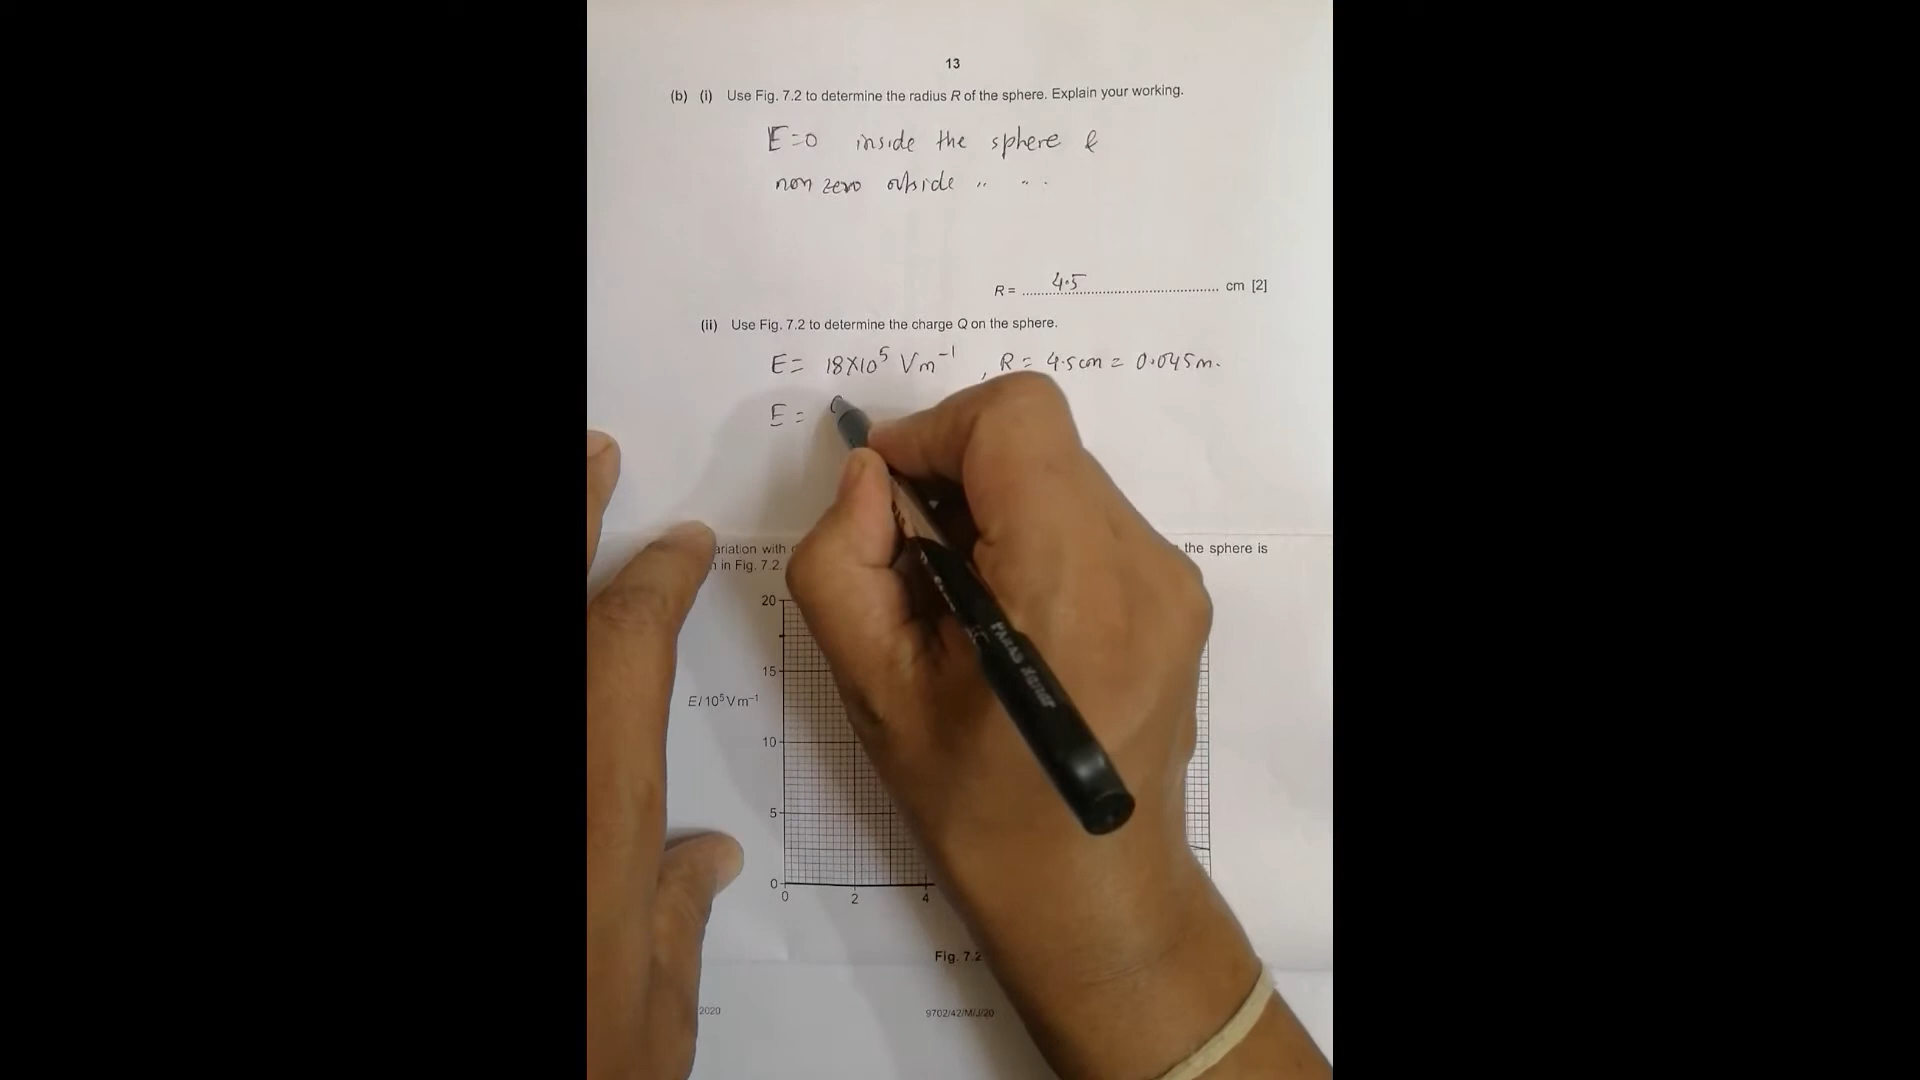 13
(b) (i) Use Fig. 7.2 to determine the radius R of the sphere. Explain your working.
E=0 inside the sphere &
non zero outside " "
R = 4.5 cm [2]
(ii) Use Fig. 7.2 to determine the charge Q on the sphere.
E = 18×10⁵ Vm⁻¹ , R = 4.5cm = 0.045m.
E =
ariation with
the sphere is
in Fig. 7.2.
20
15
E/10⁵Vm⁻¹
10
5
0
0 2 4
Fig. 7.2
2020
9702/42/M/J/20
PARAS